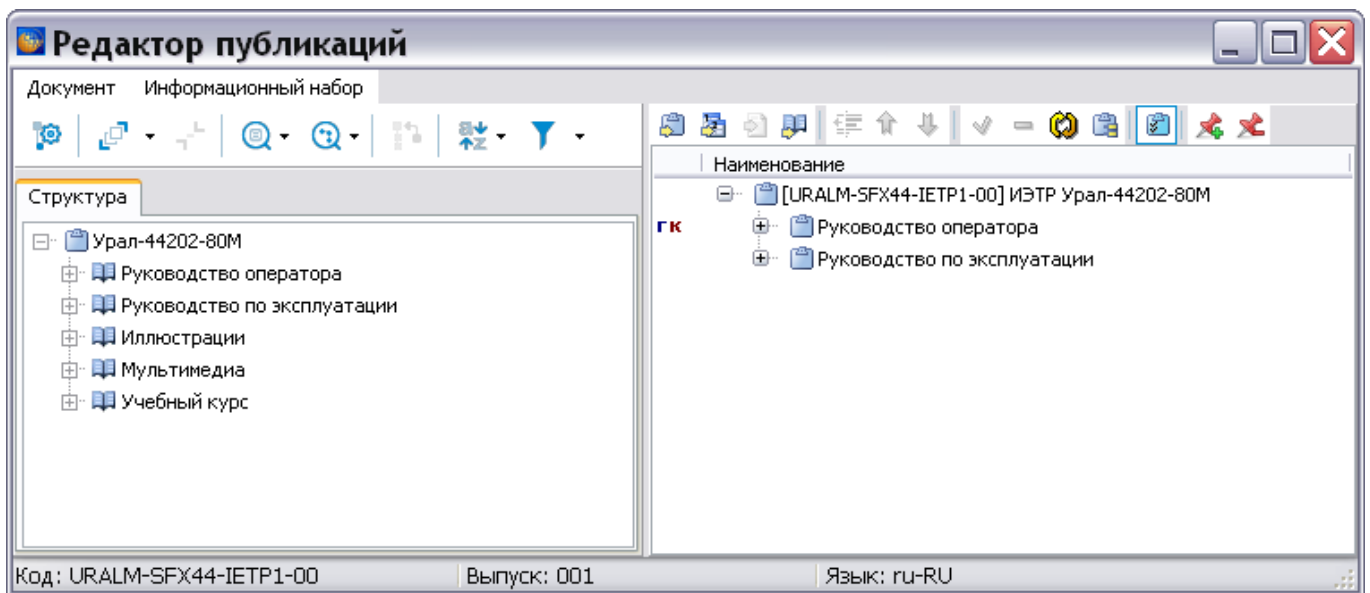 Редактор публикаций
Документ Информационный набор
Структура
Урал-44202-80М
Руководство оператора
Руководство по эксплуатации
Иллюстрации
Мультимедиа
Учебный курс
Наименование
[URALM-SFX44-IETP1-00] ИЭТР Урал-44202-80М
гк Руководство оператора
Руководство по эксплуатации
Код: URALM-SFX44-IETP1-00 Выпуск: 001 Язык: ru-RU